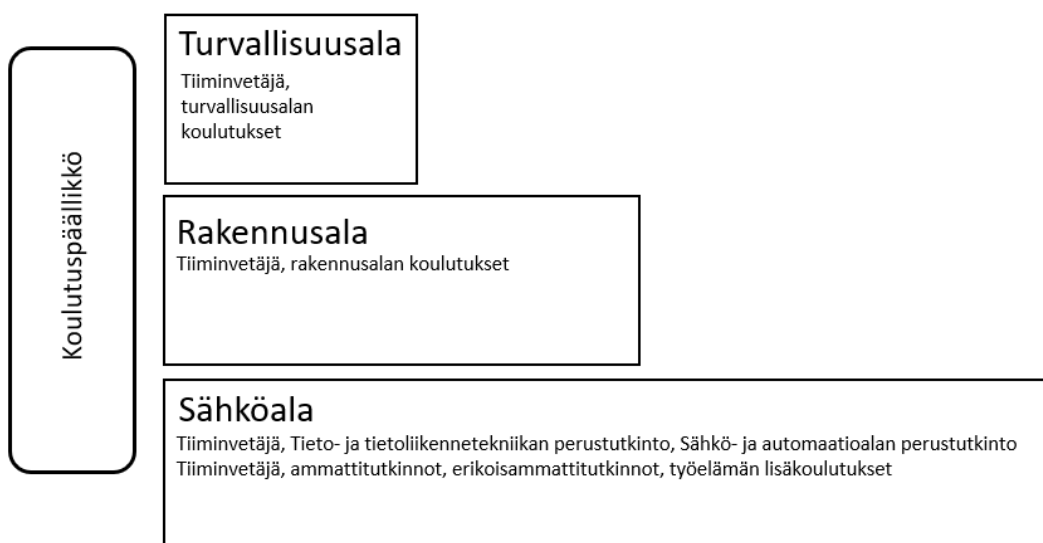 Koulutuspäällikkö
Turvallisuusala
Tiiminvetäjä,
turvallisuusalan
koulutukset
Rakennusala
Tiiminvetäjä, rakennusalan koulutukset
Sähköala
Tiiminvetäjä, Tieto- ja tietoliikennetekniikan perustutkinto, Sähkö- ja automaatioalan perustutkinto
Tiiminvetäjä, ammattitutkinnot, erikoisammattitutkinnot, työelämän lisäkoulutukset